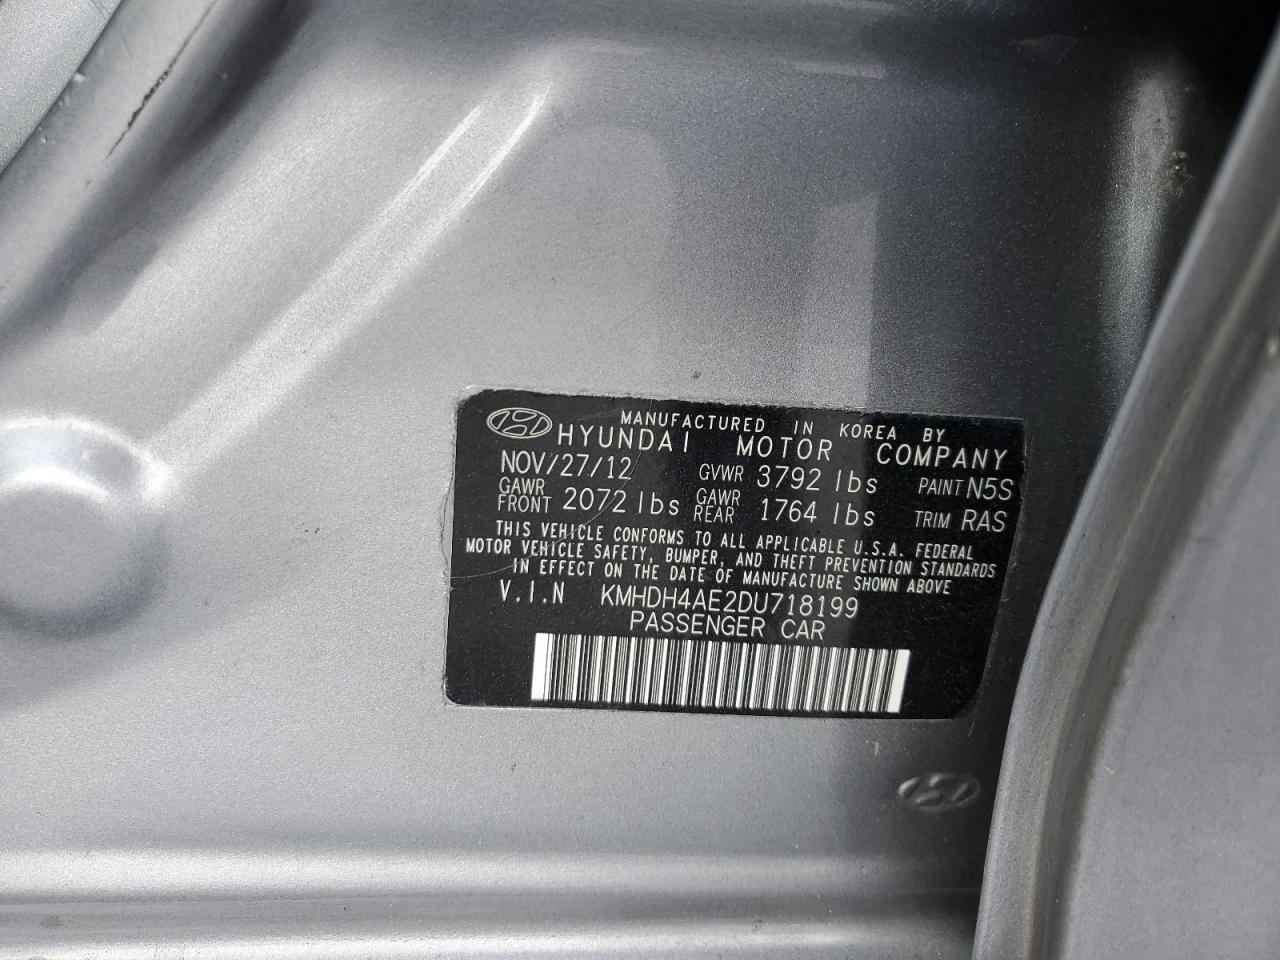 MANUFACTURED IN KOREA BY
HYUNDAI MOTOR COMPANY
NOV/27/12 GVWR 3792 lbs PAINT N5S
GAWR FRONT 2072 lbs GAWR REAR 1764 lbs TRIM RAS
THIS VEHICLE CONFORMS TO ALL APPLICABLE U.S.A. FEDERAL
MOTOR VEHICLE SAFETY, BUMPER, AND THEFT PREVENTION STANDARDS
IN EFFECT ON THE DATE OF MANUFACTURE SHOWN ABOVE
V.I.N KMHDH4AE2DU718199
PASSENGER CAR